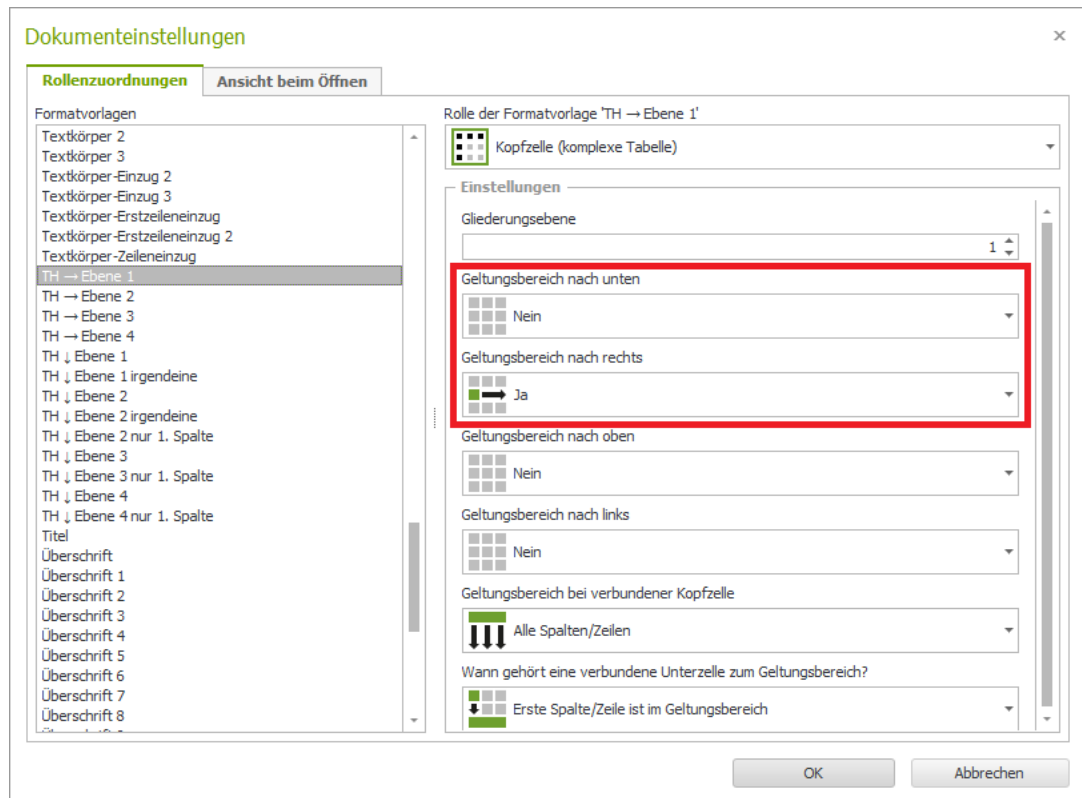 Dokumenteinstellungen
Rollenzuordnungen
Ansicht beim Öffnen
Formatvorlagen
Textkörper 2
Textkörper 3
Textkörper-Einzug 2
Textkörper-Einzug 3
Textkörper-Erstzeileneinzug
Textkörper-Erstzeileneinzug 2
Textkörper-Zeileneinzug
TH → Ebene 1
TH → Ebene 2
TH → Ebene 3
TH → Ebene 4
TH ↓ Ebene 1
TH ↓ Ebene 1 irgendeine
TH ↓ Ebene 2
TH ↓ Ebene 2 irgendeine
TH ↓ Ebene 2 nur 1. Spalte
TH ↓ Ebene 3
TH ↓ Ebene 3 nur 1. Spalte
TH ↓ Ebene 4
TH ↓ Ebene 4 nur 1. Spalte
Titel
Überschrift
Überschrift 1
Überschrift 2
Überschrift 3
Überschrift 4
Überschrift 5
Überschrift 6
Überschrift 7
Überschrift 8
Rolle der Formatvorlage 'TH → Ebene 1'
Kopfzelle (komplexe Tabelle)
Einstellungen
Gliederungsebene
1
Geltungsbereich nach unten
Nein
Geltungsbereich nach rechts
Ja
Geltungsbereich nach oben
Nein
Geltungsbereich nach links
Nein
Geltungsbereich bei verbundener Kopfzelle
Alle Spalten/Zeilen
Wann gehört eine verbundene Unterzelle zum Geltungsbereich?
Erste Spalte/Zeile ist im Geltungsbereich
OK
Abbrechen